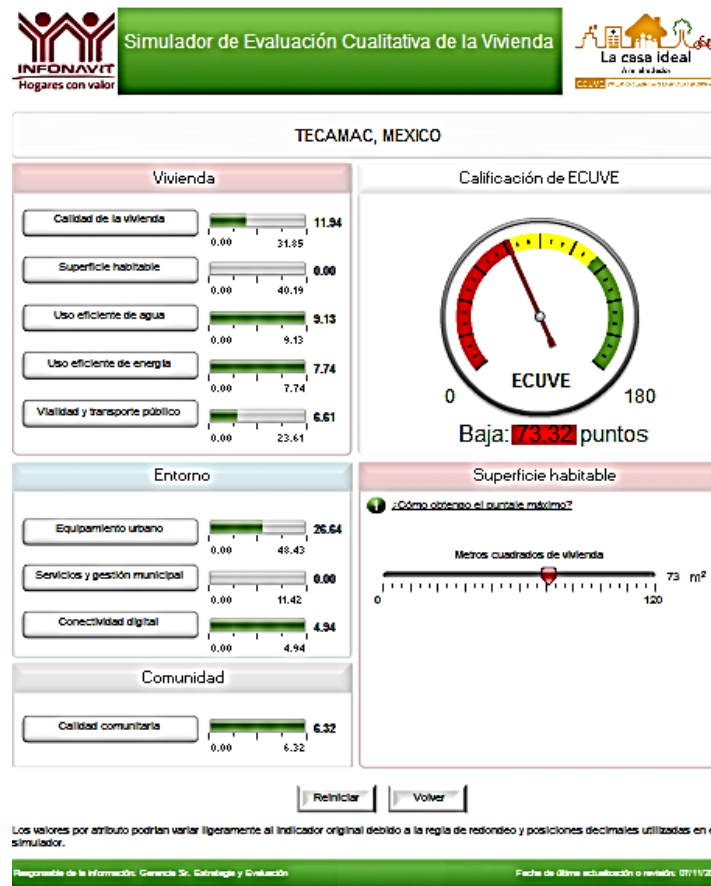 INFONAVIT
Hogares con valor
Simulador de Evaluación Cualitativa de la Vivienda
La casa ideal
TECAMAC, MEXICO
Vivienda
Calidad de la vivienda
11.94
0.00
31.85
Superficie habitable
0.00
0.00
40.19
Uso eficiente de agua
9.13
0.00
9.13
Uso eficiente de energía
7.74
0.00
7.74
Vialidad y transporte público
6.61
0.00
23.61
Calificación de ECUVE
ECUVE
0
180
Baja: 73.32 puntos
Entorno
Equipamiento urbano
26.64
0.00
48.43
Servicios y gestión municipal
0.00
0.00
11.42
Conectividad digital
4.94
0.00
4.94
Comunidad
Calidad comunitaria
6.32
0.00
6.32
Superficie habitable
¿Cómo obtengo el puntaje máximo?
Metros cuadrados de vivienda
73 m²
0
120
Reiniciar
Volver
Los valores por atributo podrían variar ligeramente al indicador original debido a la regla de redondeo y posiciones decimales utilizadas en
simulador.
Responsable de la información: Gerencia Sr. Estrategia y Evaluación
Fecha de última actualización o revisión: 07/11/20